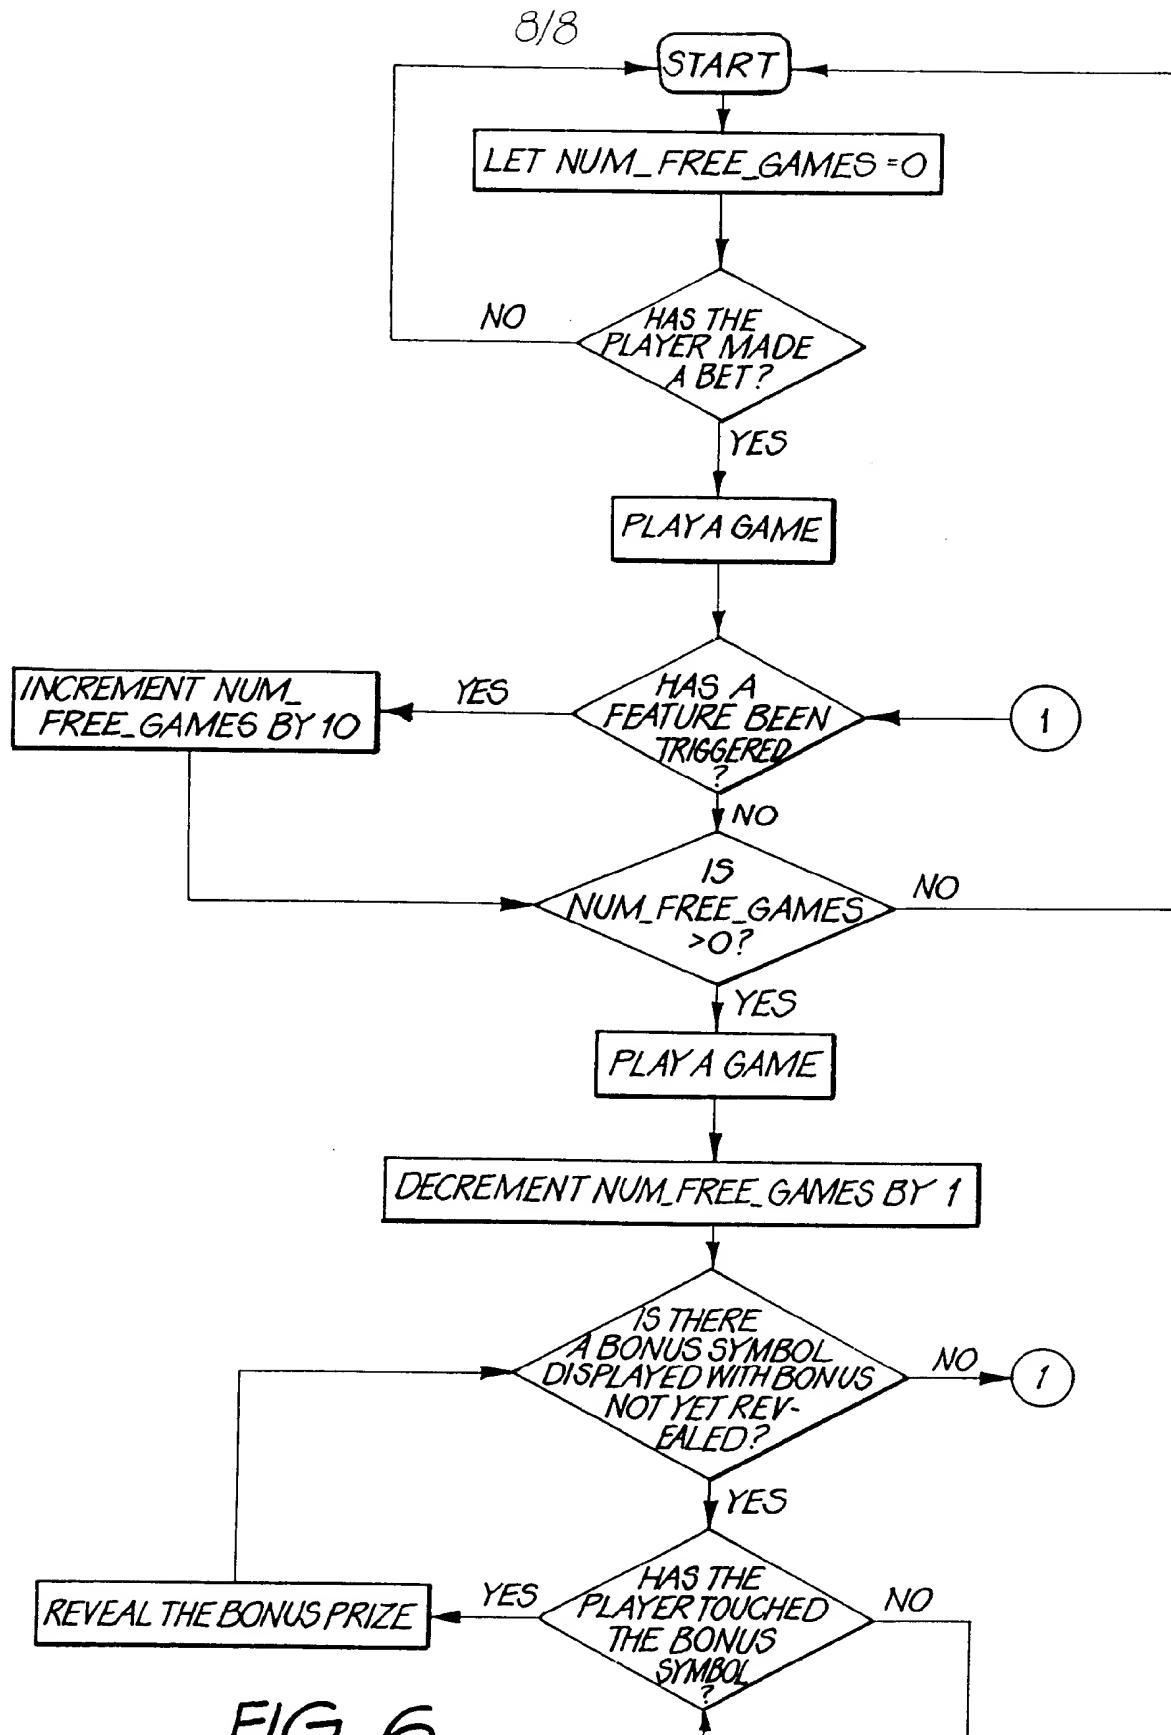 8/8
START
LET NUM_FREE_GAMES = 0
HAS THE
PLAYER MADE
A BET?
NO
YES
PLAY A GAME
HAS A
FEATURE BEEN
TRIGGERED
?
YES
INCREMENT NUM_
FREE_GAMES BY 10
1
NO
IS
NUM_FREE_GAMES
>0?
NO
YES
PLAY A GAME
DECREMENT NUM_FREE_GAMES BY 1
IS THERE
A BONUS SYMBOL
DISPLAYED WITH BONUS
NOT YET REV-
EALED?
NO
1
YES
HAS THE
PLAYER TOUCHED
THE BONUS
SYMBOL
?
YES
REVEAL THE BONUS PRIZE
NO
FIG. 6